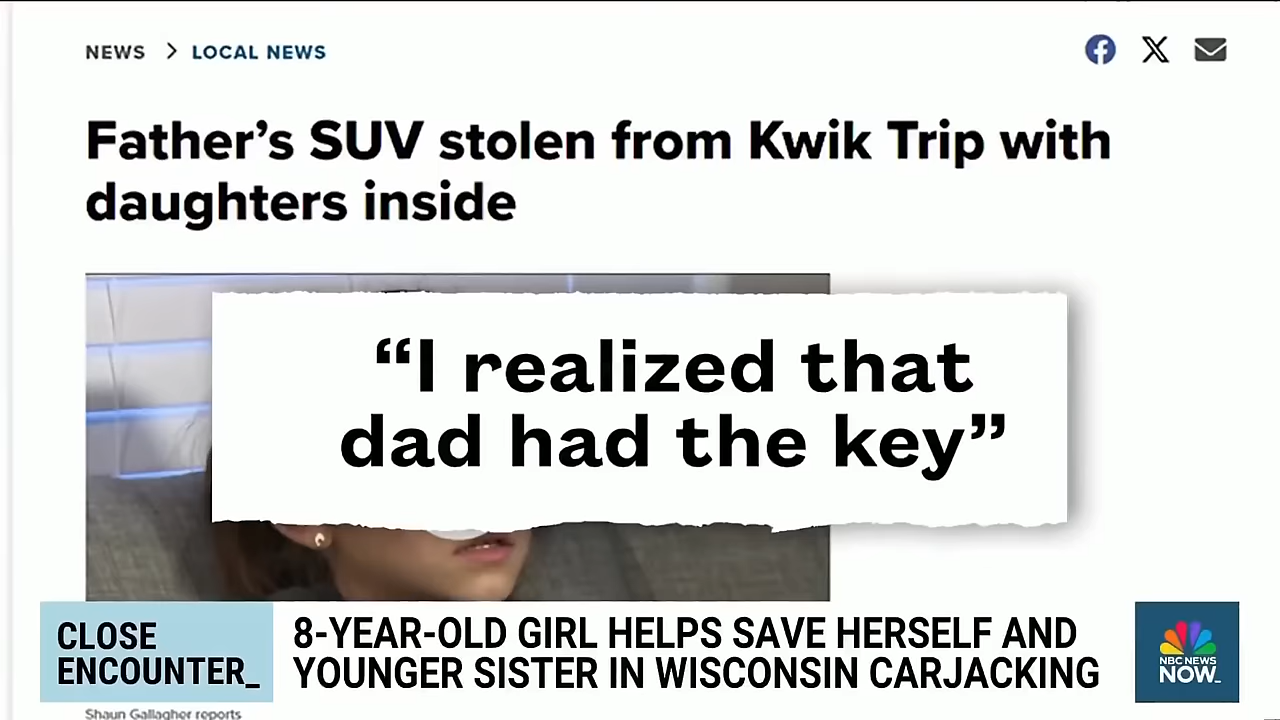 NEWS > LOCAL NEWS
Father’s SUV stolen from Kwik Trip with
daughters inside
“I realized that
dad had the key”
CLOSE
ENCOUNTER_
8-YEAR-OLD GIRL HELPS SAVE HERSELF AND
YOUNGER SISTER IN WISCONSIN CARJACKING
NBC NEWS
NOW_
Shaun Gallagher reports